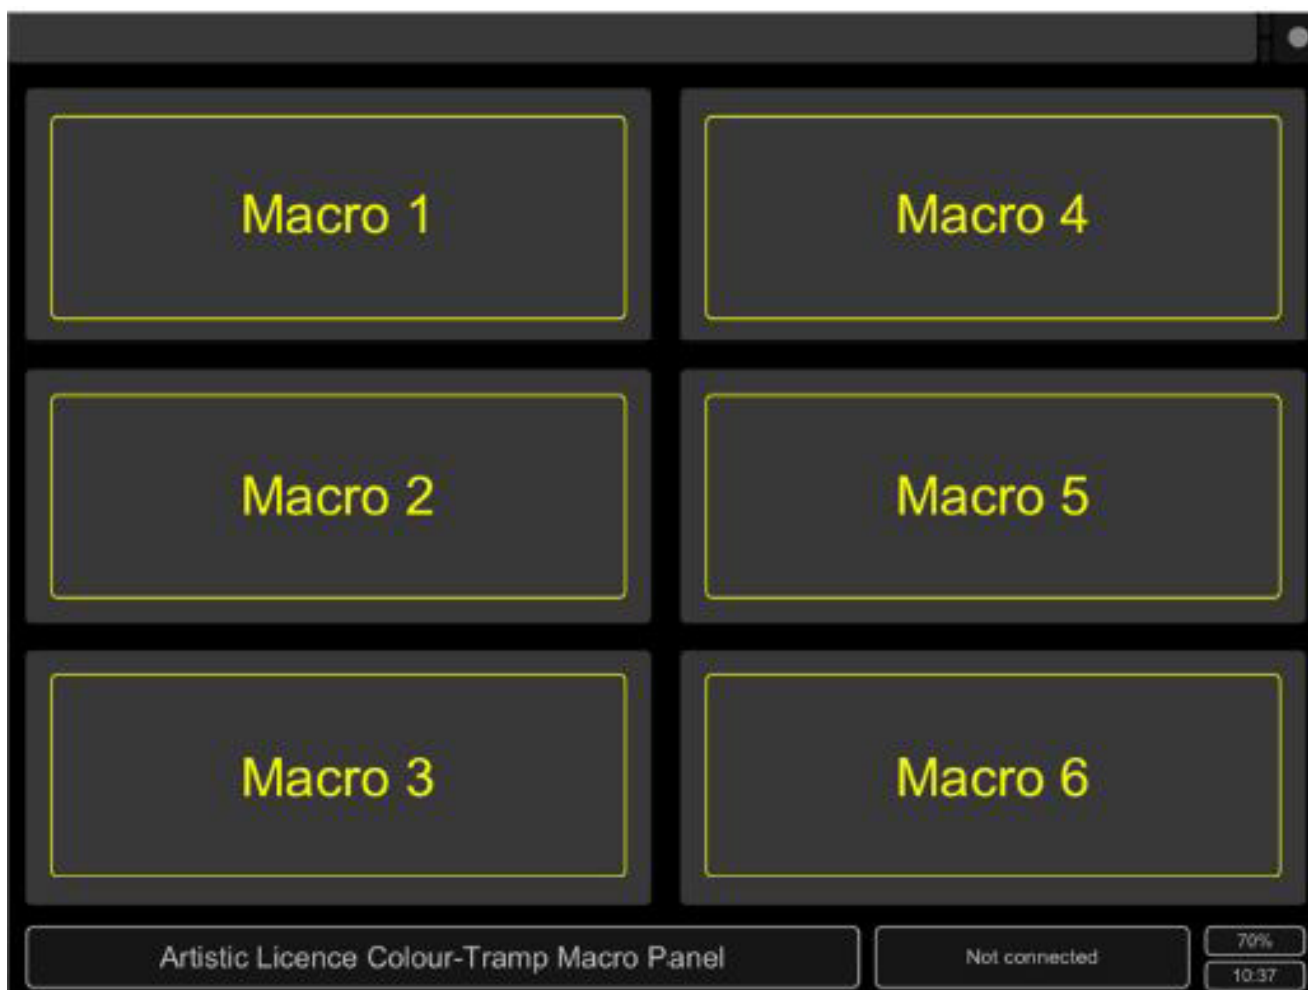 Macro 1
Macro 4
Macro 2
Macro 5
Macro 3
Macro 6
Artistic Licence Colour-Tramp Macro Panel
Not connected
70%
10:37